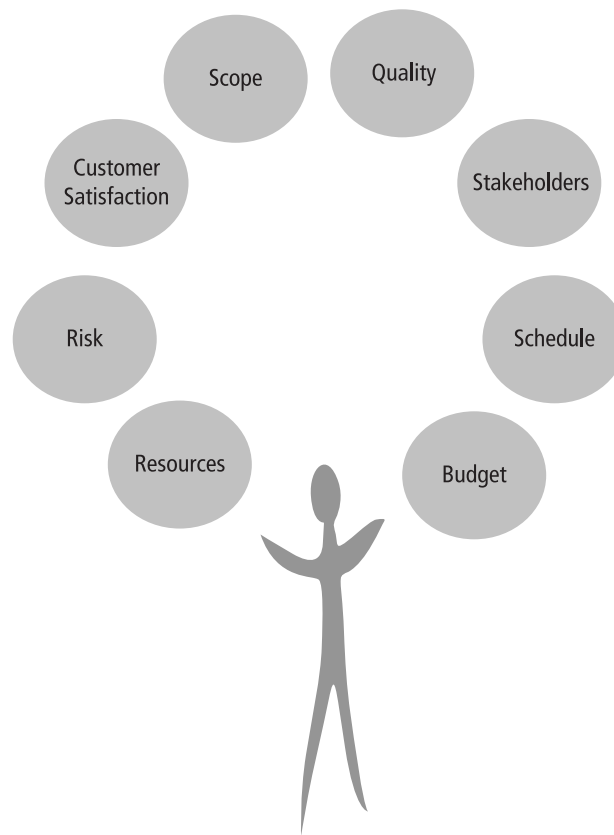 Scope
Quality
Customer
Satisfaction
Stakeholders
Risk
Schedule
Resources
Budget